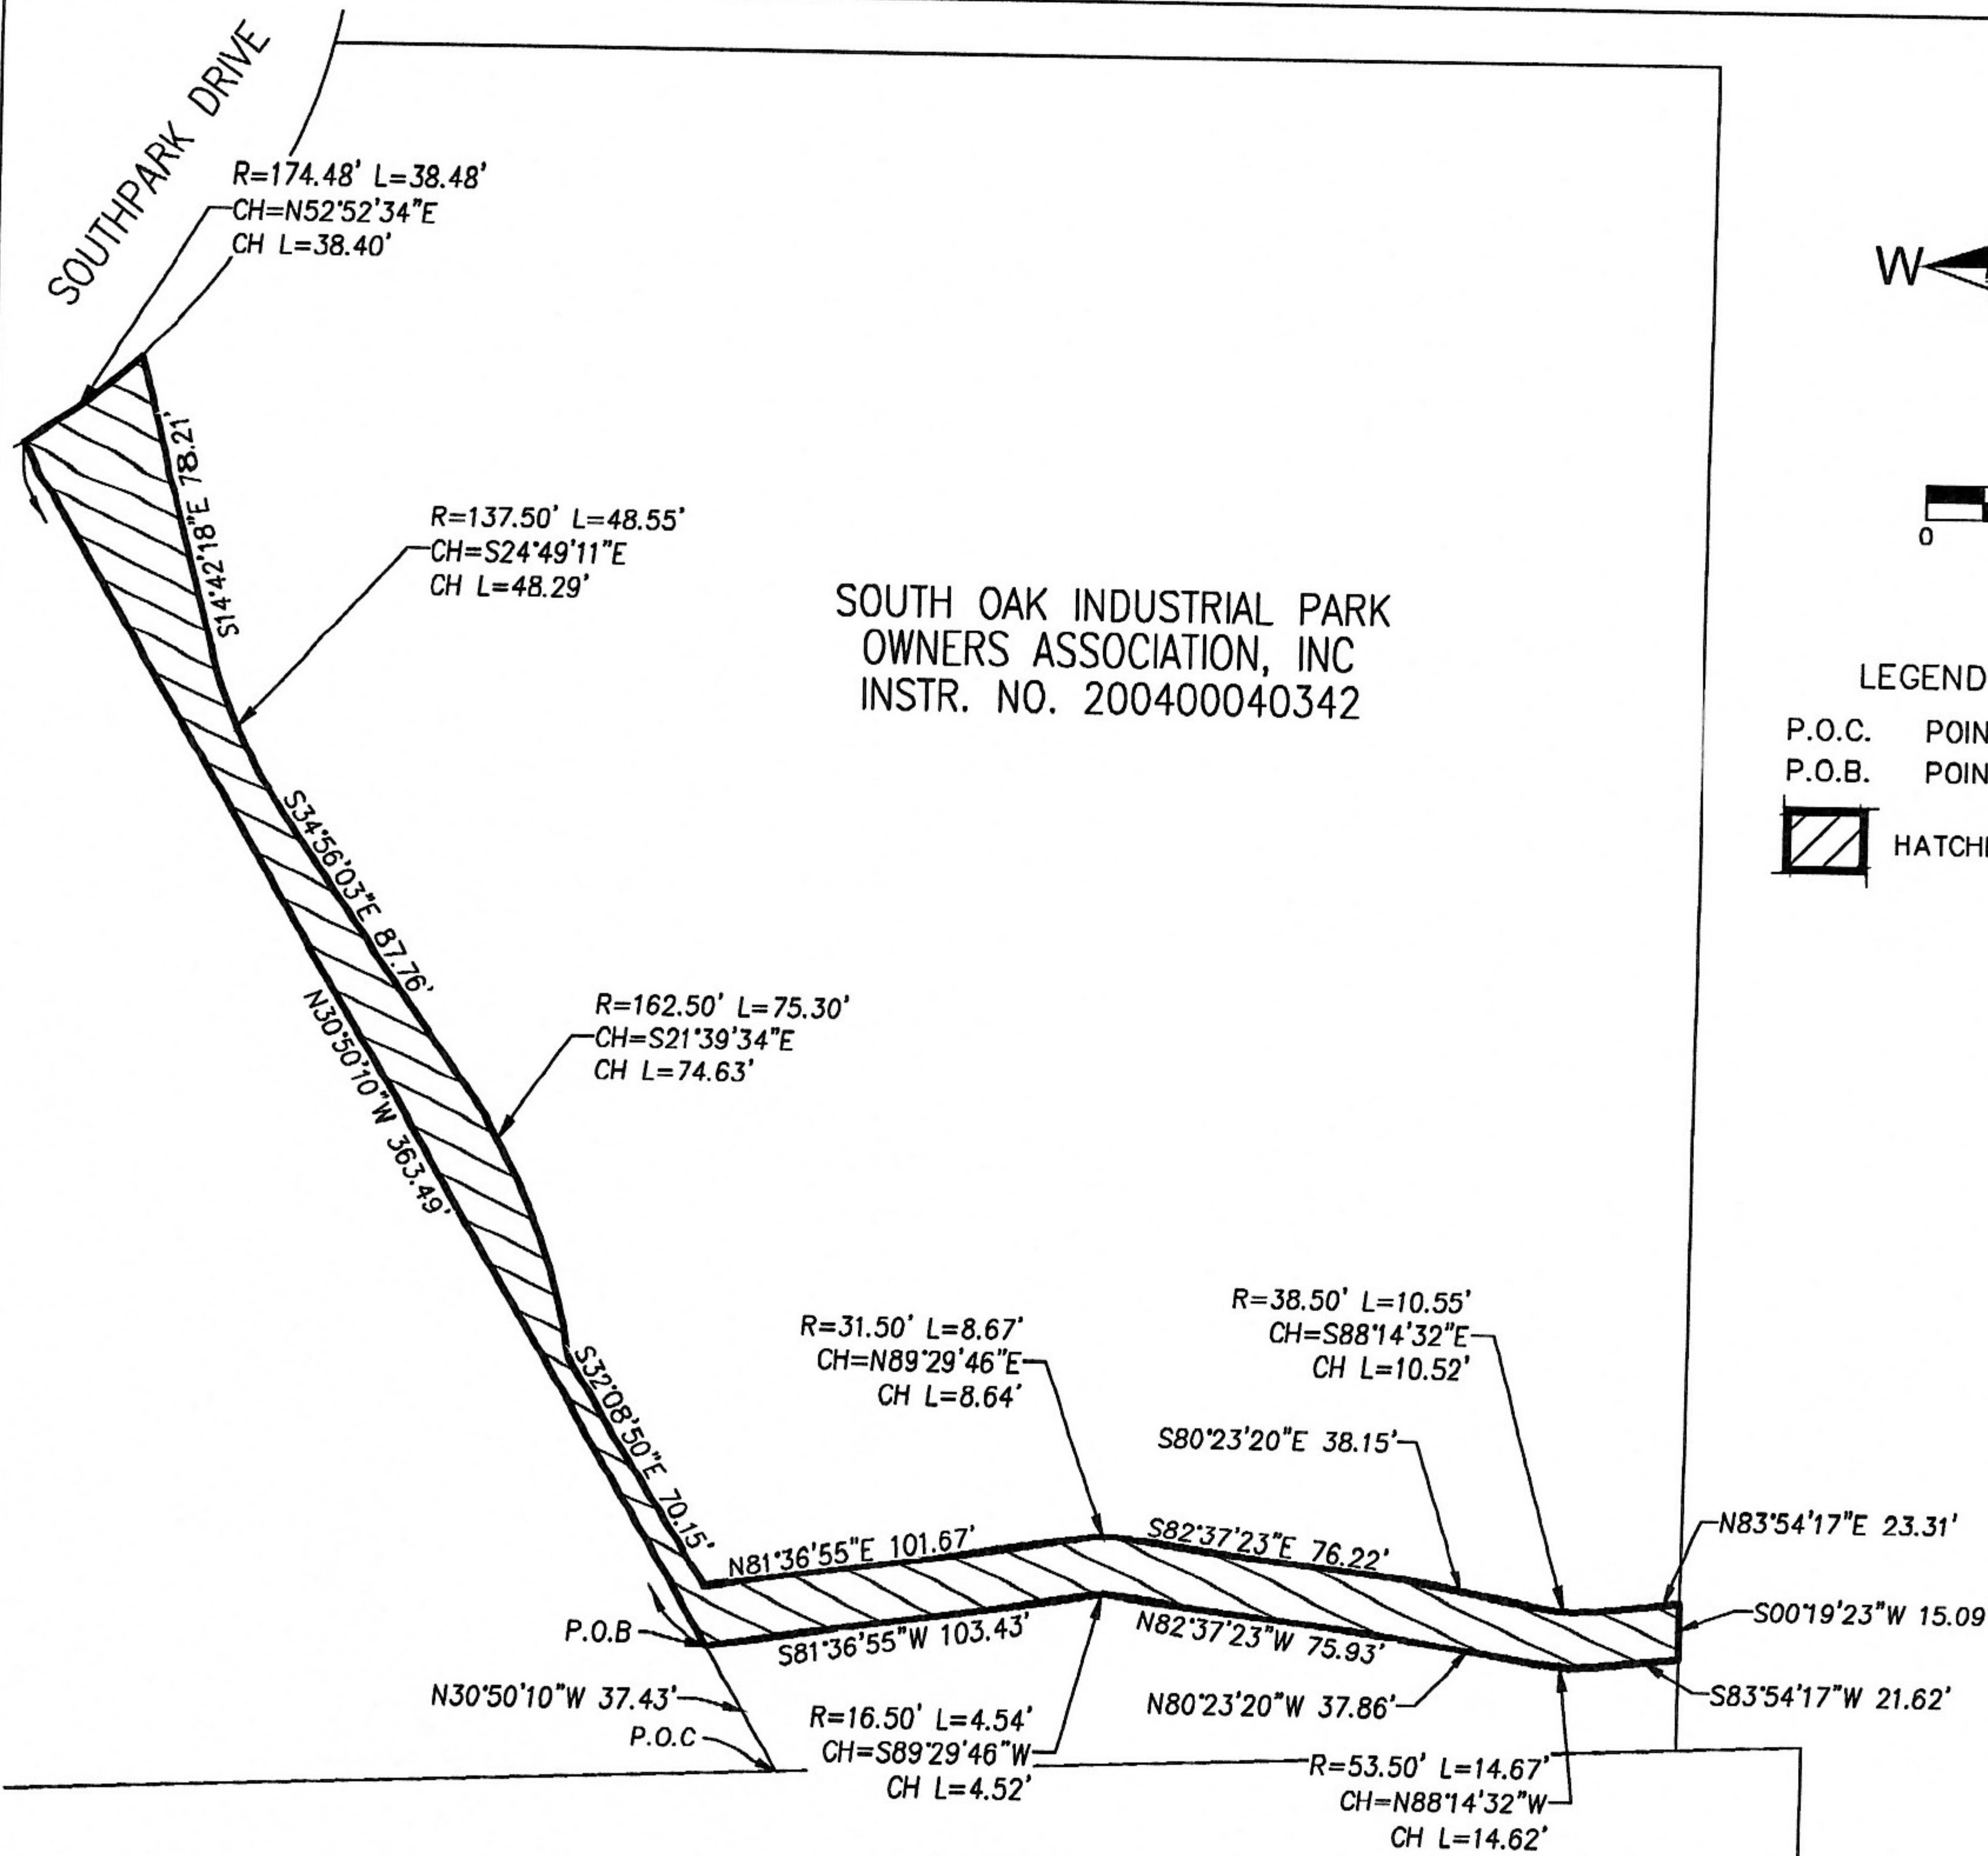 SOUTHPARK DRIVE
R=174.48' L=38.48'
CH=N52°52'34"E
CH L=38.40'
W
S14°42'18"E 78.21'
R=137.50' L=48.55'
CH=S24°49'11"E
CH L=48.29'
0
SOUTH OAK INDUSTRIAL PARK
OWNERS ASSOCIATION, INC
INSTR. NO. 200400040342
LEGEND
P.O.C. POIN
P.O.B. POIN
HATCH
S34°56'03"E 87.76'
N30°50'10"W 363.49'
R=162.50' L=75.30'
CH=S21°39'34"E
CH L=74.63'
S32°08'50"E 70.15'
R=31.50' L=8.67'
CH=N89°29'46"E
CH L=8.64'
R=38.50' L=10.55'
CH=S88°14'32"E
CH L=10.52'
S80°23'20"E 38.15'
N81°36'55"E 101.67'
S82°37'23"E 76.22'
N83°54'17"E 23.31'
S00°19'23"W 15.09
P.O.B
S81°36'55"W 103.43'
N82°37'23"W 75.93'
S83°54'17"W 21.62'
N30°50'10"W 37.43'
P.O.C
R=16.50' L=4.54'
CH=S89°29'46"W
CH L=4.52'
N80°23'20"W 37.86'
R=53.50' L=14.67'
CH=N88°14'32"W
CH L=14.62'